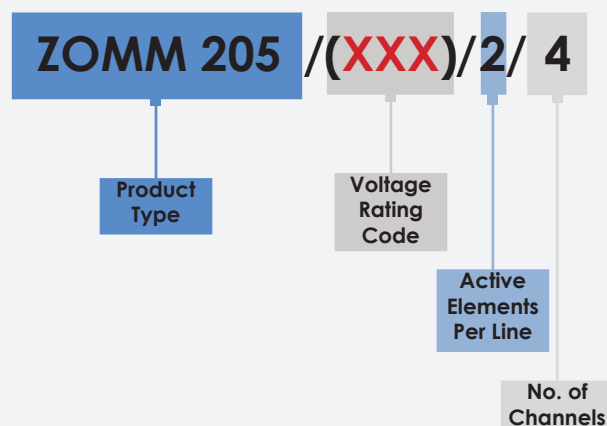 ZOMM 205 /(XXX)/2/ 4
Product
Type
Voltage
Rating
Code
Active
Elements
Per Line
No. of
Channels